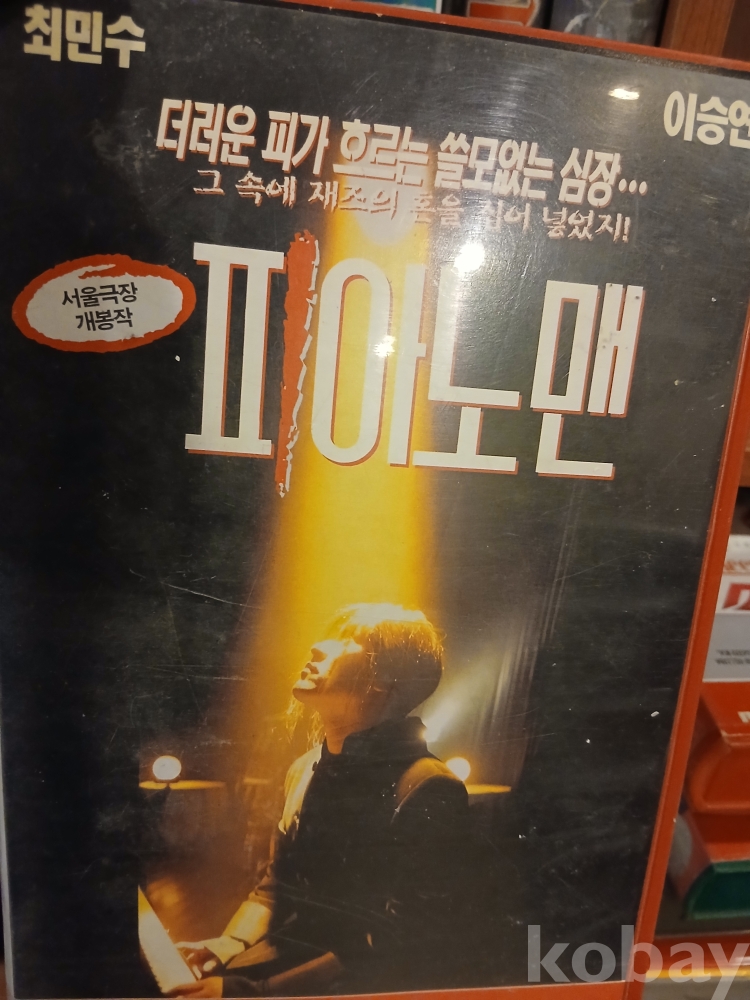 최민수
이승연
더러운 피가 흐르는 쓸모없는 심장...
그 속에 재즈의 혼을 집어 넣었지!
서울극장
개봉작
피아노맨
kobay